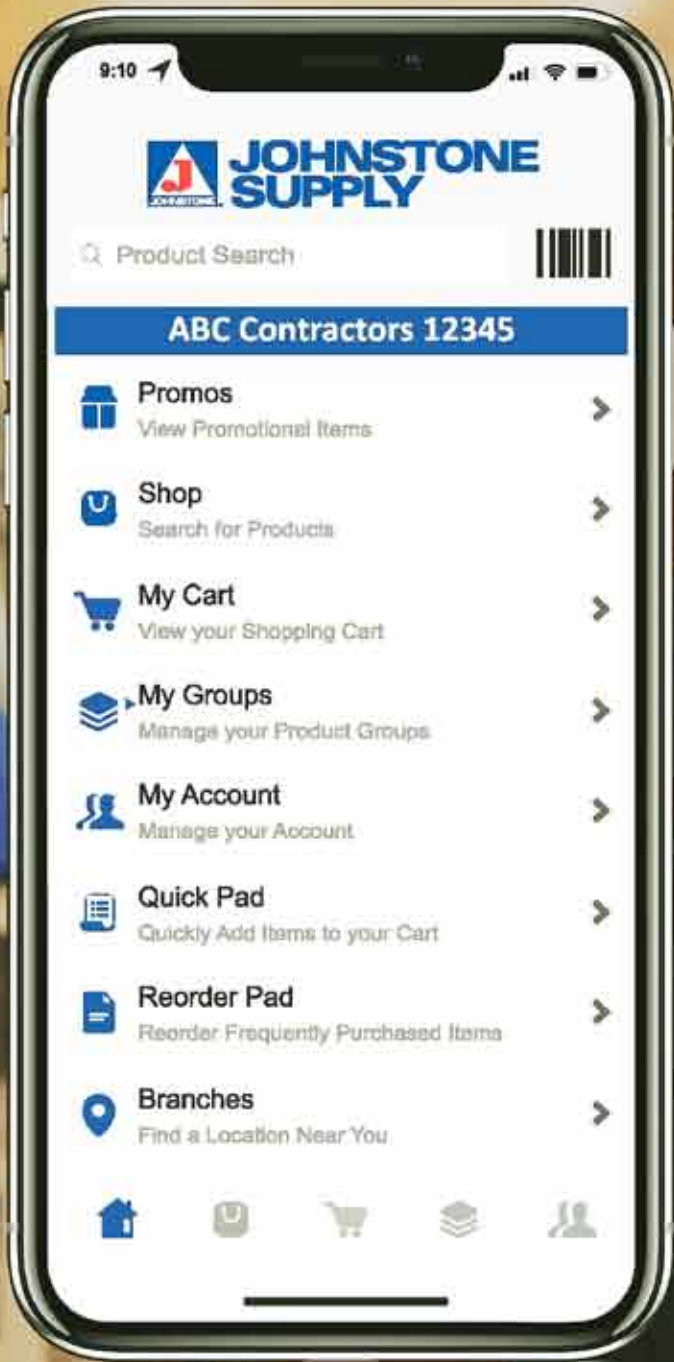 9:10
JOHNSTONE
SUPPLY
J
JOHNSTONE
Product Search
ABC Contractors 12345
Promos
View Promotional Items
Shop
Search for Products
My Cart
View your Shopping Cart
My Groups
Manage your Product Groups
My Account
Manage your Account
Quick Pad
Quickly Add Items to your Cart
Reorder Pad
Reorder Frequently Purchased Items
Branches
Find a Location Near You